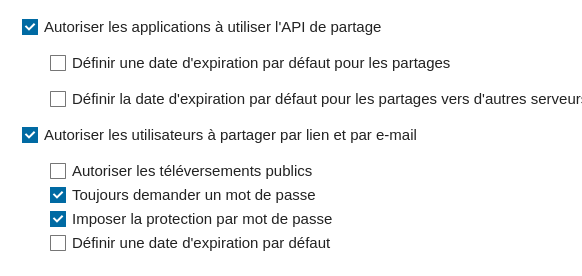 Autoriser les applications à utiliser l'API de partage
Définir une date d'expiration par défaut pour les partages
Définir la date d'expiration par défaut pour les partages vers d'autres serveurs
Autoriser les utilisateurs à partager par lien et par e-mail
Autoriser les téléversements publics
Toujours demander un mot de passe
Imposer la protection par mot de passe
Définir une date d'expiration par défaut